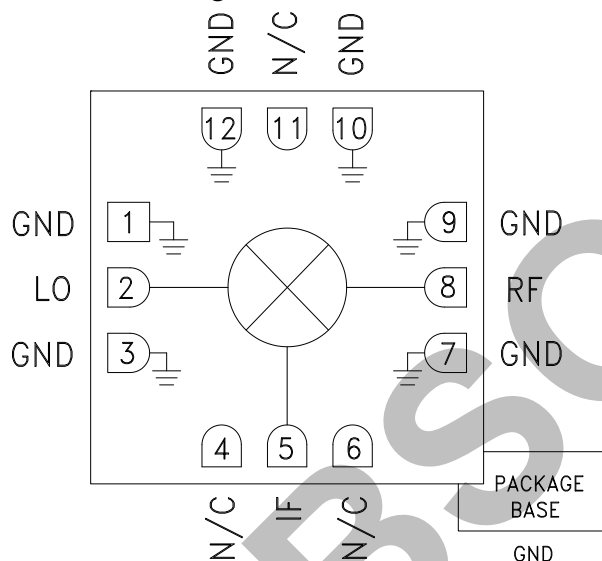 GND N/C GND
12 11 10
GND 1 9 GND
LO 2 8 RF
GND 3 7 GND
4 5 6
N/C IF N/C
PACKAGE
BASE
GND